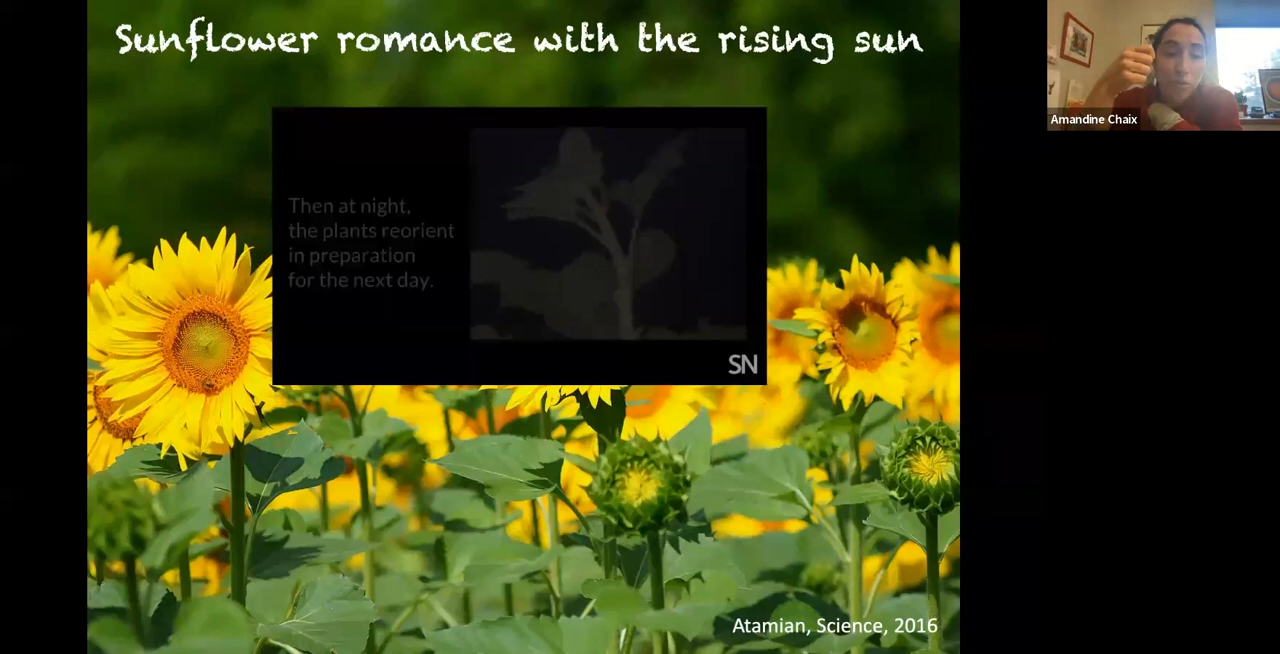 Sunflower romance with the rising sun
Amandine Chaix
Then at night,
the plants reorient
in preparation
for the next day.
SN
Atamian, Science, 2016